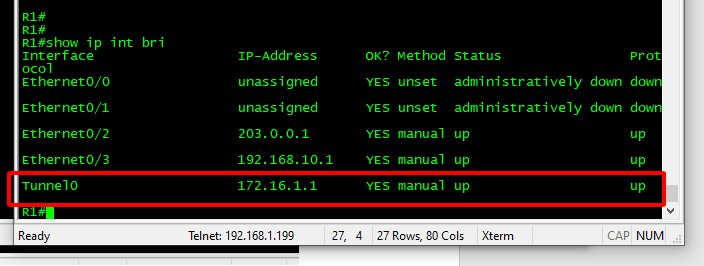 R1#
R1#
R1#show ip int bri
Interface IP-Address OK? Method Status Prot
ocol
Ethernet0/0 unassigned YES unset administratively down down
Ethernet0/1 unassigned YES unset administratively down down
Ethernet0/2 203.0.0.1 YES manual up up
Ethernet0/3 192.168.10.1 YES manual up up
Tunnel0 172.16.1.1 YES manual up up
R1#
Ready Telnet: 192.168.1.199 27, 4 27 Rows, 80 Cols Xterm CAP NUM